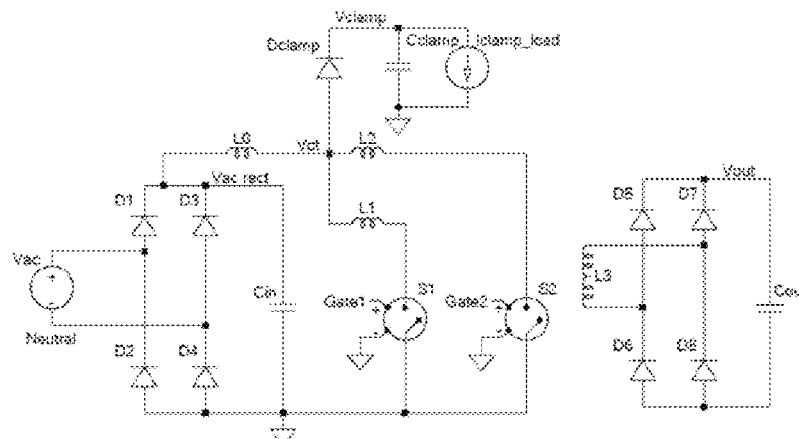 Vclamp
Dclamp
Cclamp
Iclamp_load
L0
Vct
L2
Vac_rect
D1
D3
L1
Vac
Neutral
Cin
Gate1
S1
Gate2
S2
D2
D4
Vout
D5
D7
L3
D6
D8